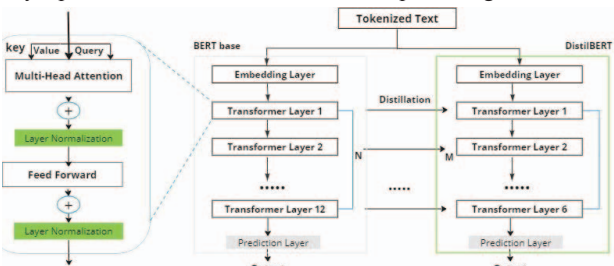 Tokenized Text
key
Value
Query
Multi-Head Attention
+
Layer Normalization
Feed Forward
+
Layer Normalization
BERT base
Embedding Layer
Transformer Layer 1
Transformer Layer 2
.....
Transformer Layer 12
Prediction Layer
N
Distillation
.....
M
DistilBERT
Embedding Layer
Transformer Layer 1
Transformer Layer 2
.....
Transformer Layer 6
Prediction Layer